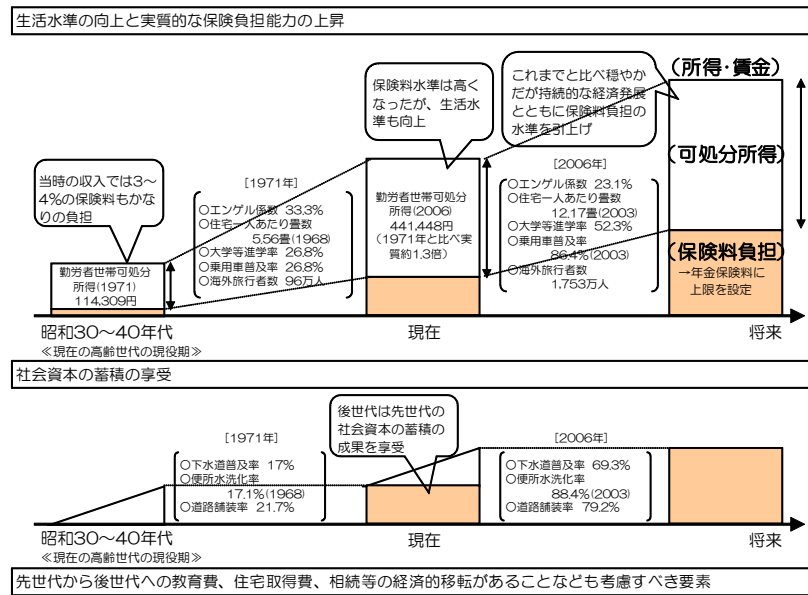 生活水準の向上と実質的な保険負担能力の上昇
(所得・賃金)
これまでと比べ穏やか
だが持続的な経済発展
とともに保険料負担の
水準を引上げ
保険料水準は高く
なったが、生活水
準も向上
当時の収入では3～
4%の保険料もかな
りの負担
[1971年]
○エンゲル係数 33.3%
○住宅一人あたり畳数
5.56畳(1968)
○大学等進学率 26.8%
○乗用車普及率 26.8%
○海外旅行者数 96万人
勤労者世帯可処分
所得(2006)
441,448円
(1971年と比べ実
質約1.3倍)
[2006年]
○エンゲル係数 23.1%
○住宅一人あたり畳数
12.17畳(2003)
○大学等進学率 52.3%
○乗用車普及率
86.4%(2003)
○海外旅行者数
1,753万人
(可処分所得)
(保険料負担)
→年金保険料に
上限を設定
勤労者世帯可処分
所得(1971)
114,309円
昭和30～40年代
≪現在の高齢世代の現役期≫
現在
将来
社会資本の蓄積の享受
後世代は先世代の
社会資本の蓄積の
成果を享受
[1971年]
○下水道普及率 17%
○便所水洗化率
17.1%(1968)
○道路舗装率 21.7%
[2006年]
○下水道普及率 69.3%
○便所水洗化率
88.4%(2003)
○道路舗装率 79.2%
昭和30～40年代
≪現在の高齢世代の現役期≫
現在
将来
先世代から後世代への教育費、住宅取得費、相続等の経済的移転があることなども考慮すべき要素